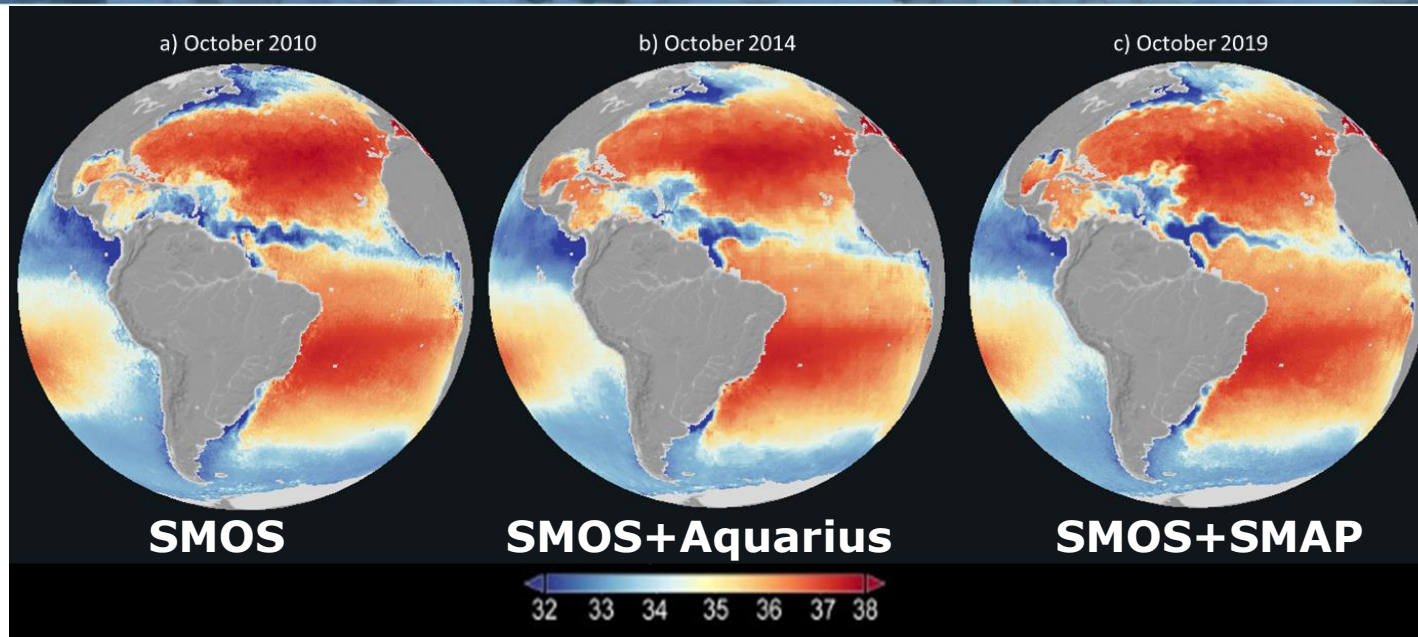 a) October 2010
b) October 2014
c) October 2019
SMOS
SMOS+Aquarius
SMOS+SMAP
32 33 34 35 36 37 38